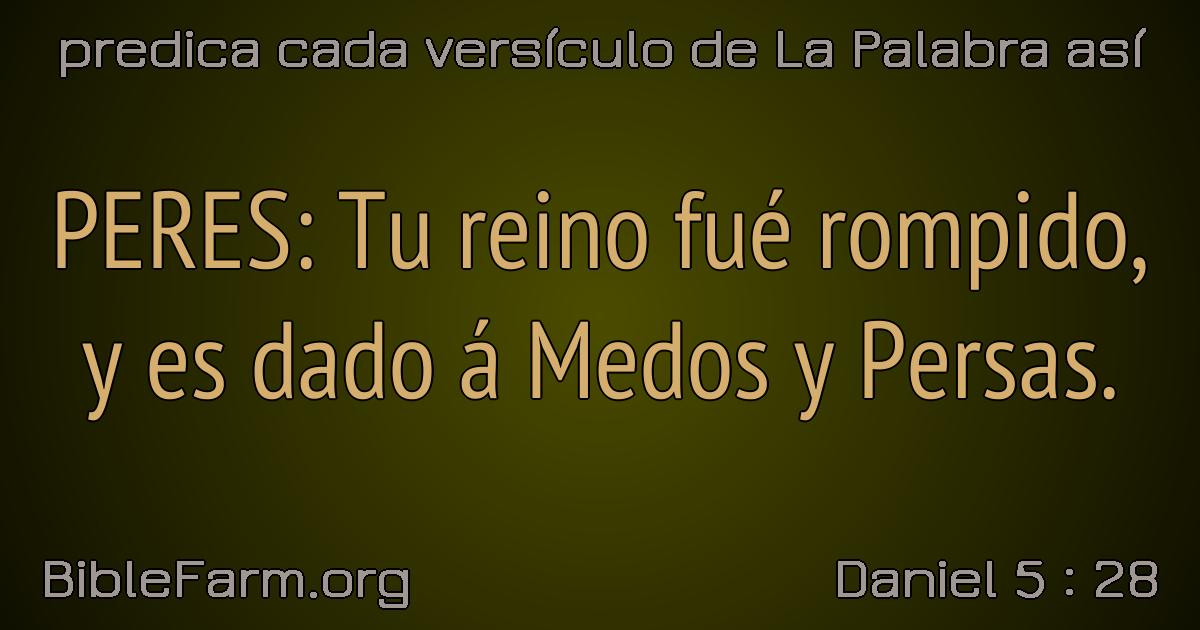 predica cada versículo de La Palabra así
PERES: Tu reino fué rompido,
y es dado á Medos y Persas.
BibleFarm.org
Daniel 5 : 28